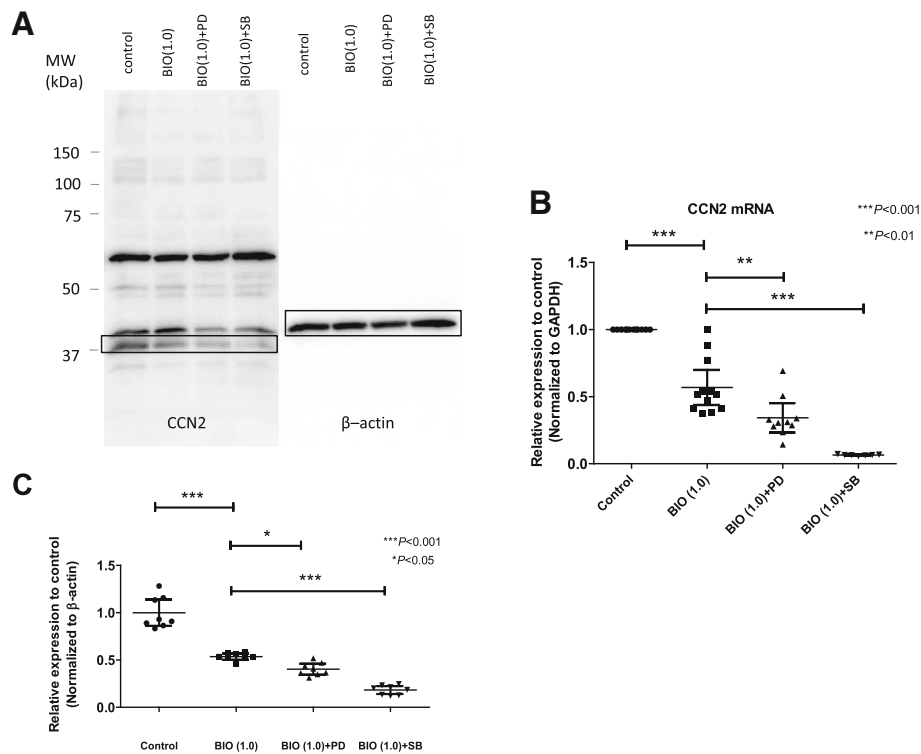 A
MW
(kDa)
control
BIO(1.0)
BIO(1.0)+PD
BIO(1.0)+SB
control
BIO(1.0)
BIO(1.0)+PD
BIO(1.0)+SB
150
100
75
50
37
CCN2
β–actin
B
CCN2 mRNA
***P<0.001
**P<0.01
***
**
***
Relative expression to control
(Normalized to GAPDH)
1.5
1.0
0.5
0.0
Control
BIO (1.0)
BIO (1.0)+PD
BIO (1.0)+SB
C
***
*
***
***P<0.001
*P<0.05
Relative expression to control
(Normalized to β-actin)
1.5
1.0
0.5
0.0
Control
BIO (1.0)
BIO (1.0)+PD
BIO (1.0)+SB